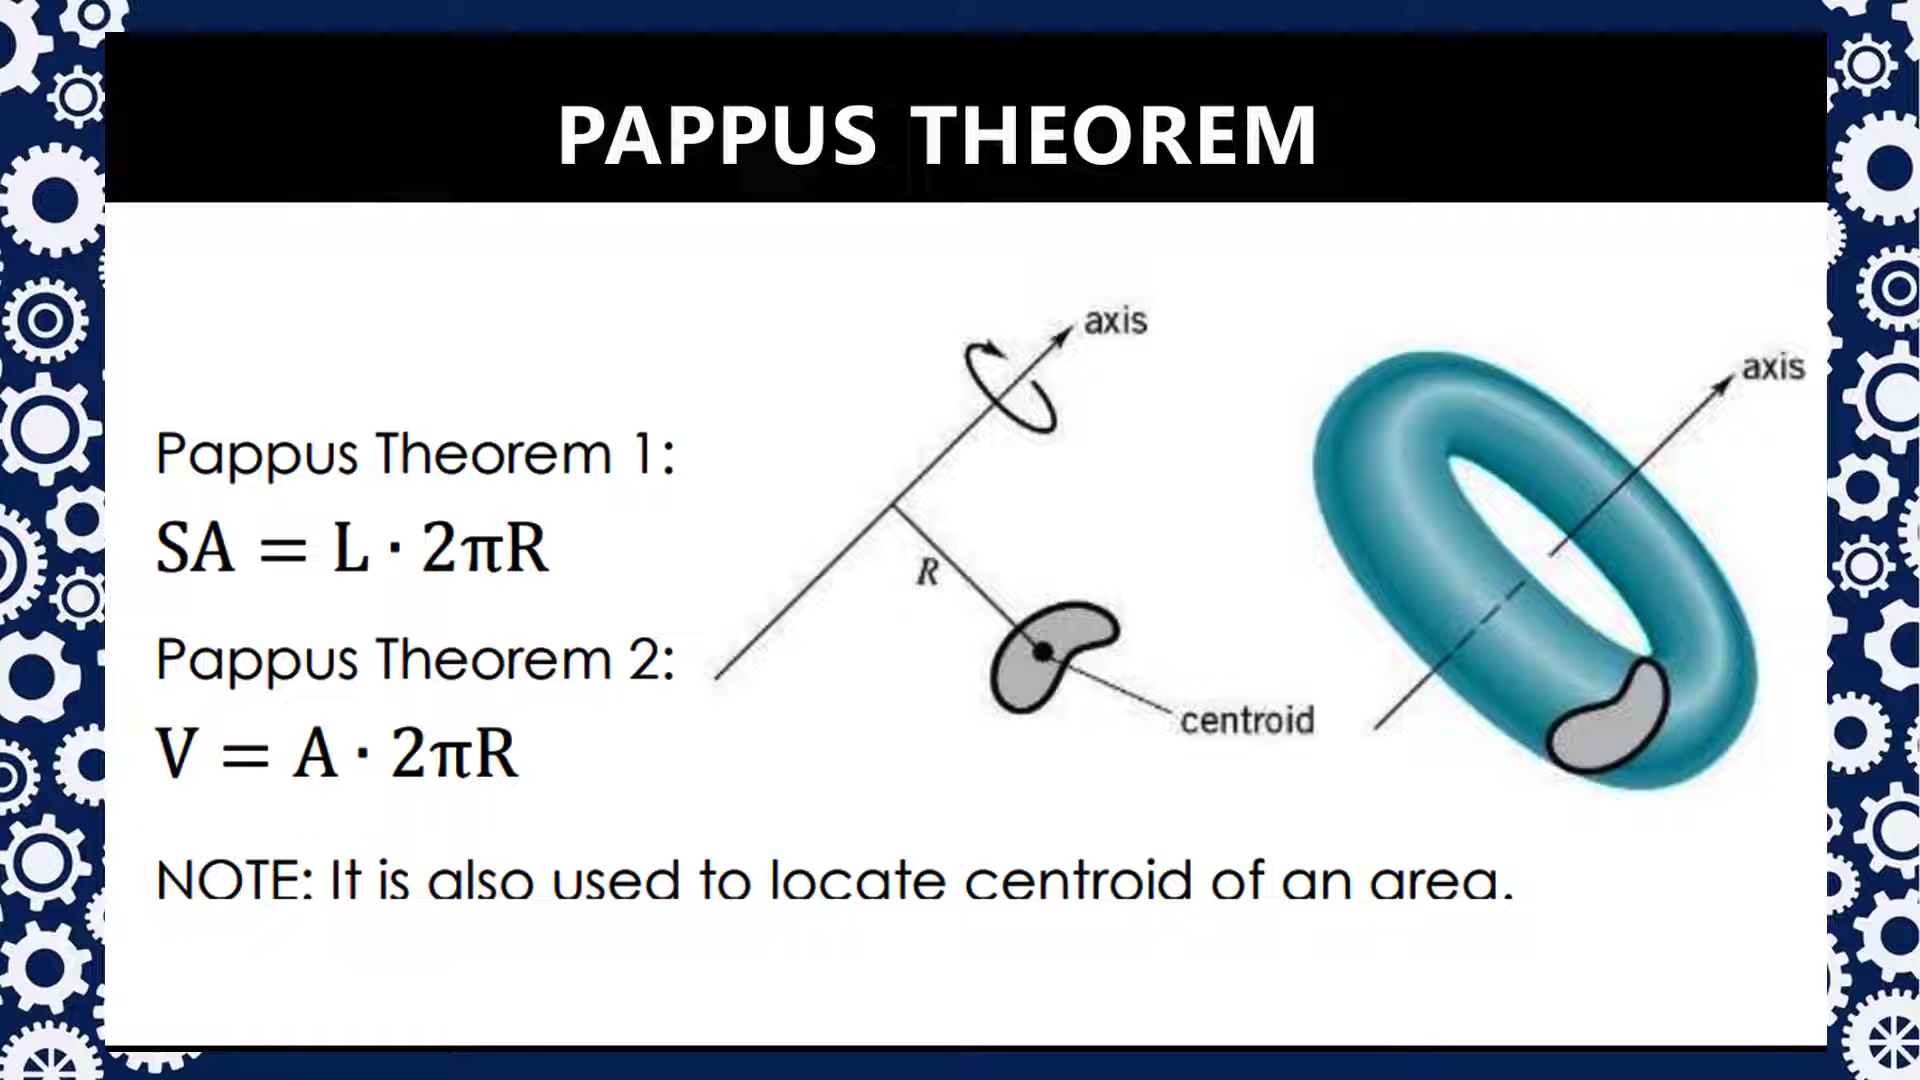 PAPPUS THEOREM
Pappus Theorem 1:
SA = L · 2πR
Pappus Theorem 2:
V = A · 2πR
NOTE: It is also used to locate centroid of an area.
axis
R
centroid
axis